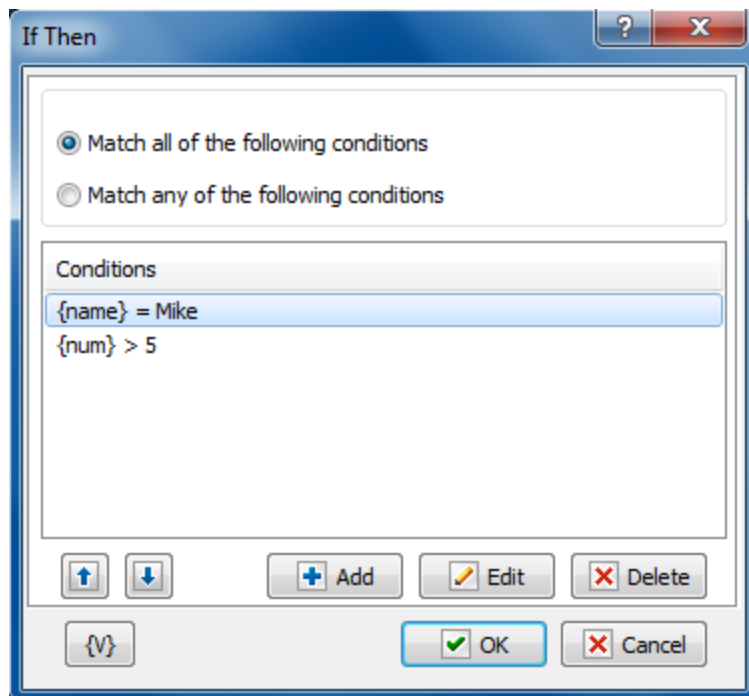 If Then
?
Match all of the following conditions
Match any of the following conditions
Conditions
{name} = Mike
{num} > 5
Add Edit Delete
{V} OK Cancel